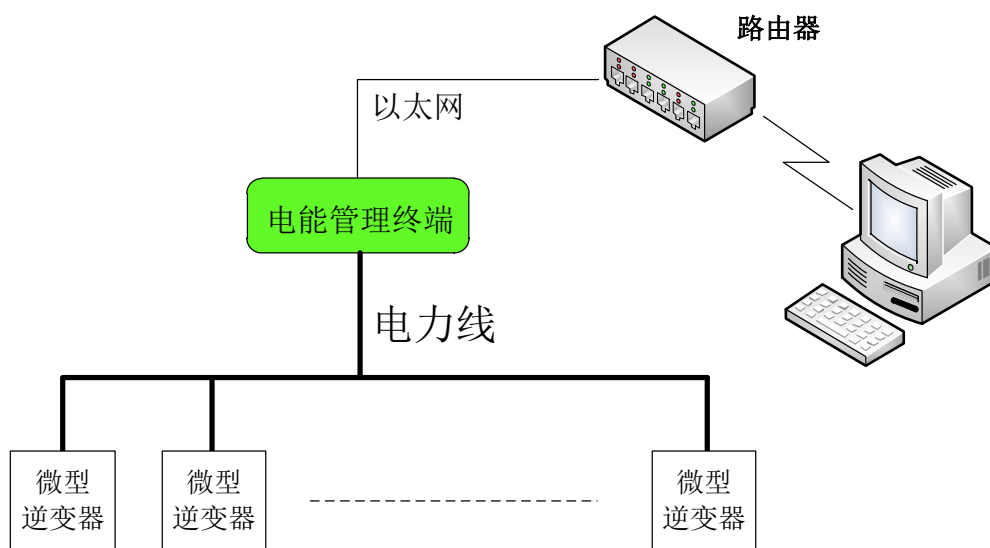 路由器
以太网
电能管理终端
电力线
微型
逆变器
微型
逆变器
微型
逆变器